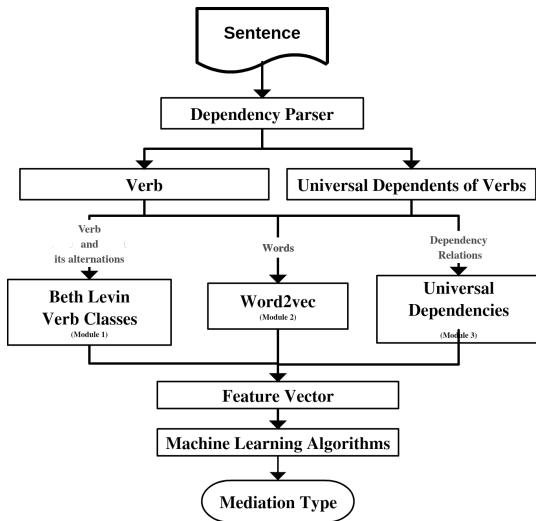 Sentence
Dependency Parser
Verb
Universal Dependents of Verbs
Verb
and
its alternations
Words
Dependency
Relations
Beth Levin
Verb Classes
(Module 1)
Word2vec
(Module 2)
Universal
Dependencies
(Module 3)
Feature Vector
Machine Learning Algorithms
Mediation Type